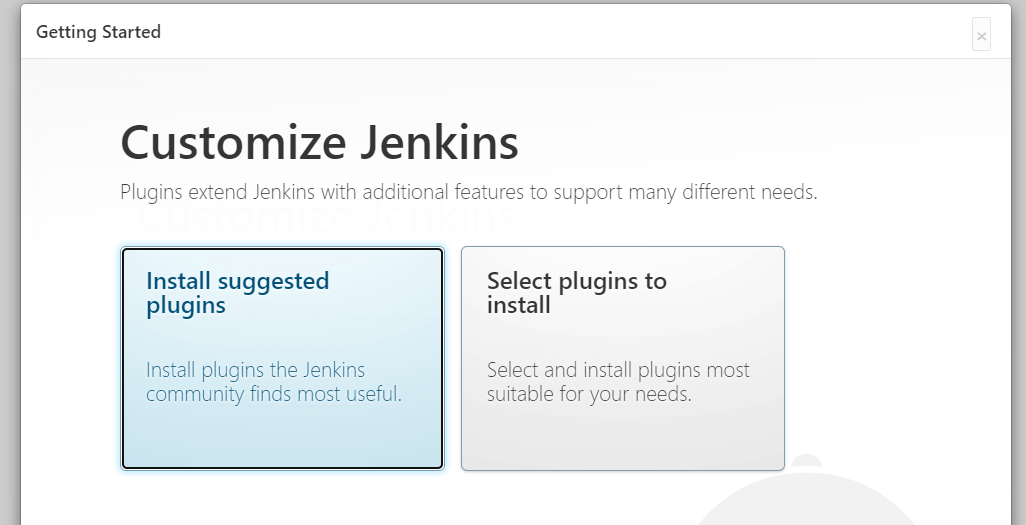 Getting Started
×
Customize Jenkins
Plugins extend Jenkins with additional features to support many different needs.
Customize Jenkins
Install suggested
plugins
Install plugins the Jenkins
community finds most useful.
Select plugins to
install
Select and install plugins most
suitable for your needs.